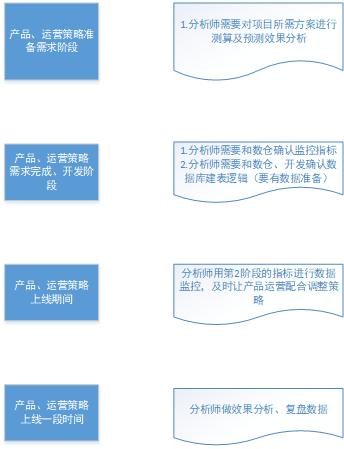 产品、运营策略准
备需求阶段
1.分析师需要对项目所需方案进行
测算及预测效果分析
产品、运营策略
需求完成、开发阶
段
1.分析师需要和数仓确认监控指标
2.分析师需要和数仓、开发确认数
据库建表逻辑（要有数据准备）
产品、运营策略
上线期间
分析师用第2阶段的指标进行数据
监控，及时让产品运营配合调整策
略
产品、运营策略
上线一段时间
分析师做效果分析、复盘数据